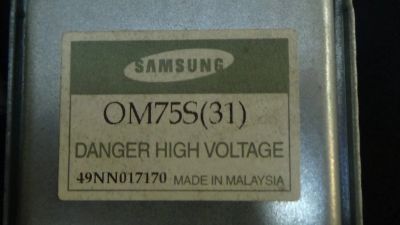 SAMSUNG
OM75S(31)
DANGER HIGH VOLTAGE
49NN017170 MADE IN MALAYSIA